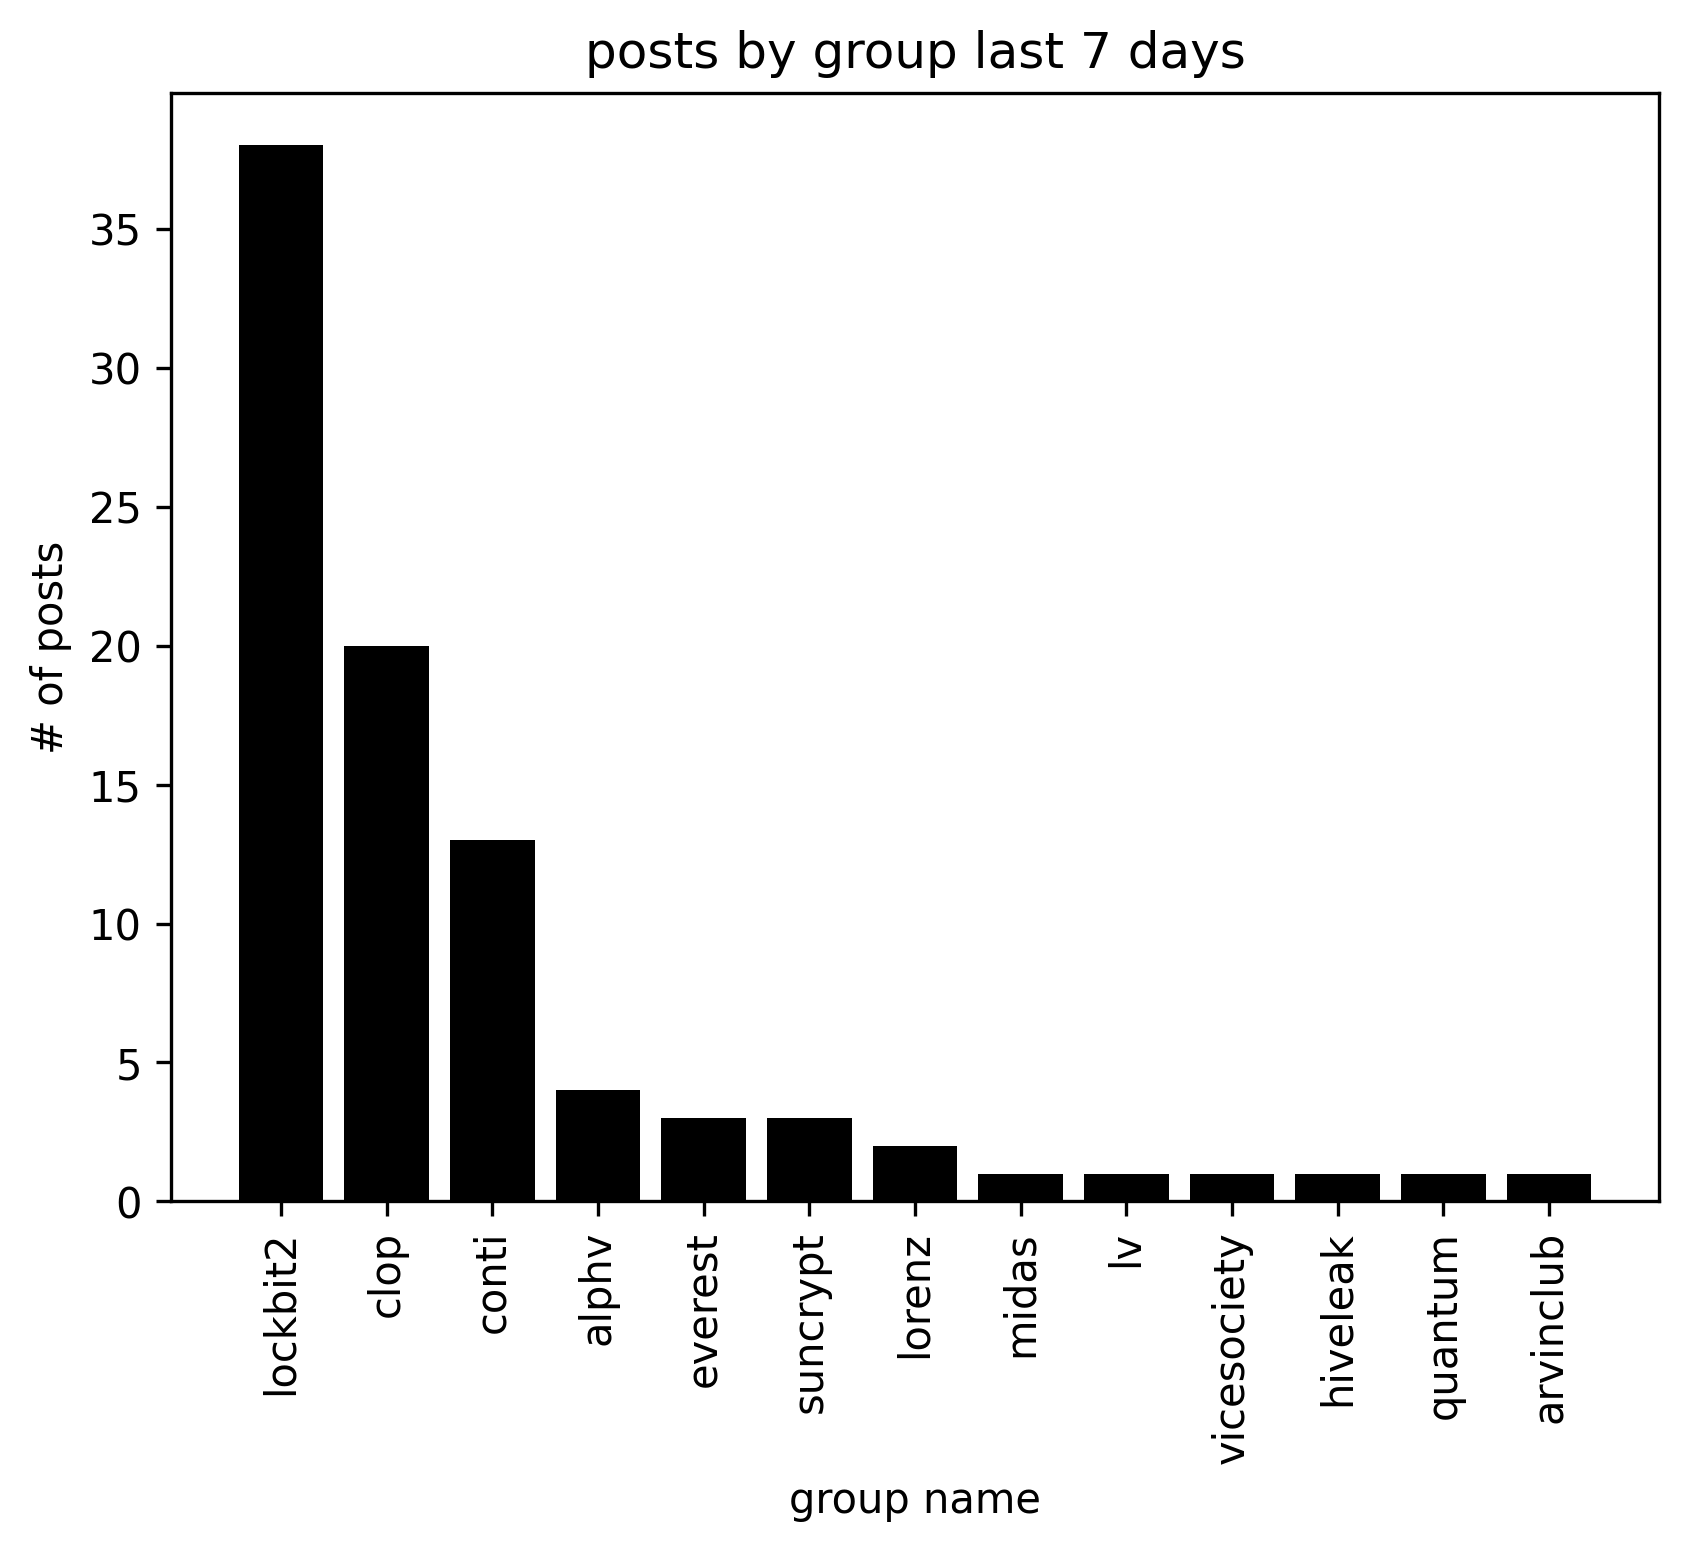 posts by group last 7 days
# of posts
35
30
25
20
15
10
5
0
lockbit2
clop
conti
alphv
everest
suncrypt
lorenz
midas
lv
vicesociety
hiveleak
quantum
arvinclub
group name